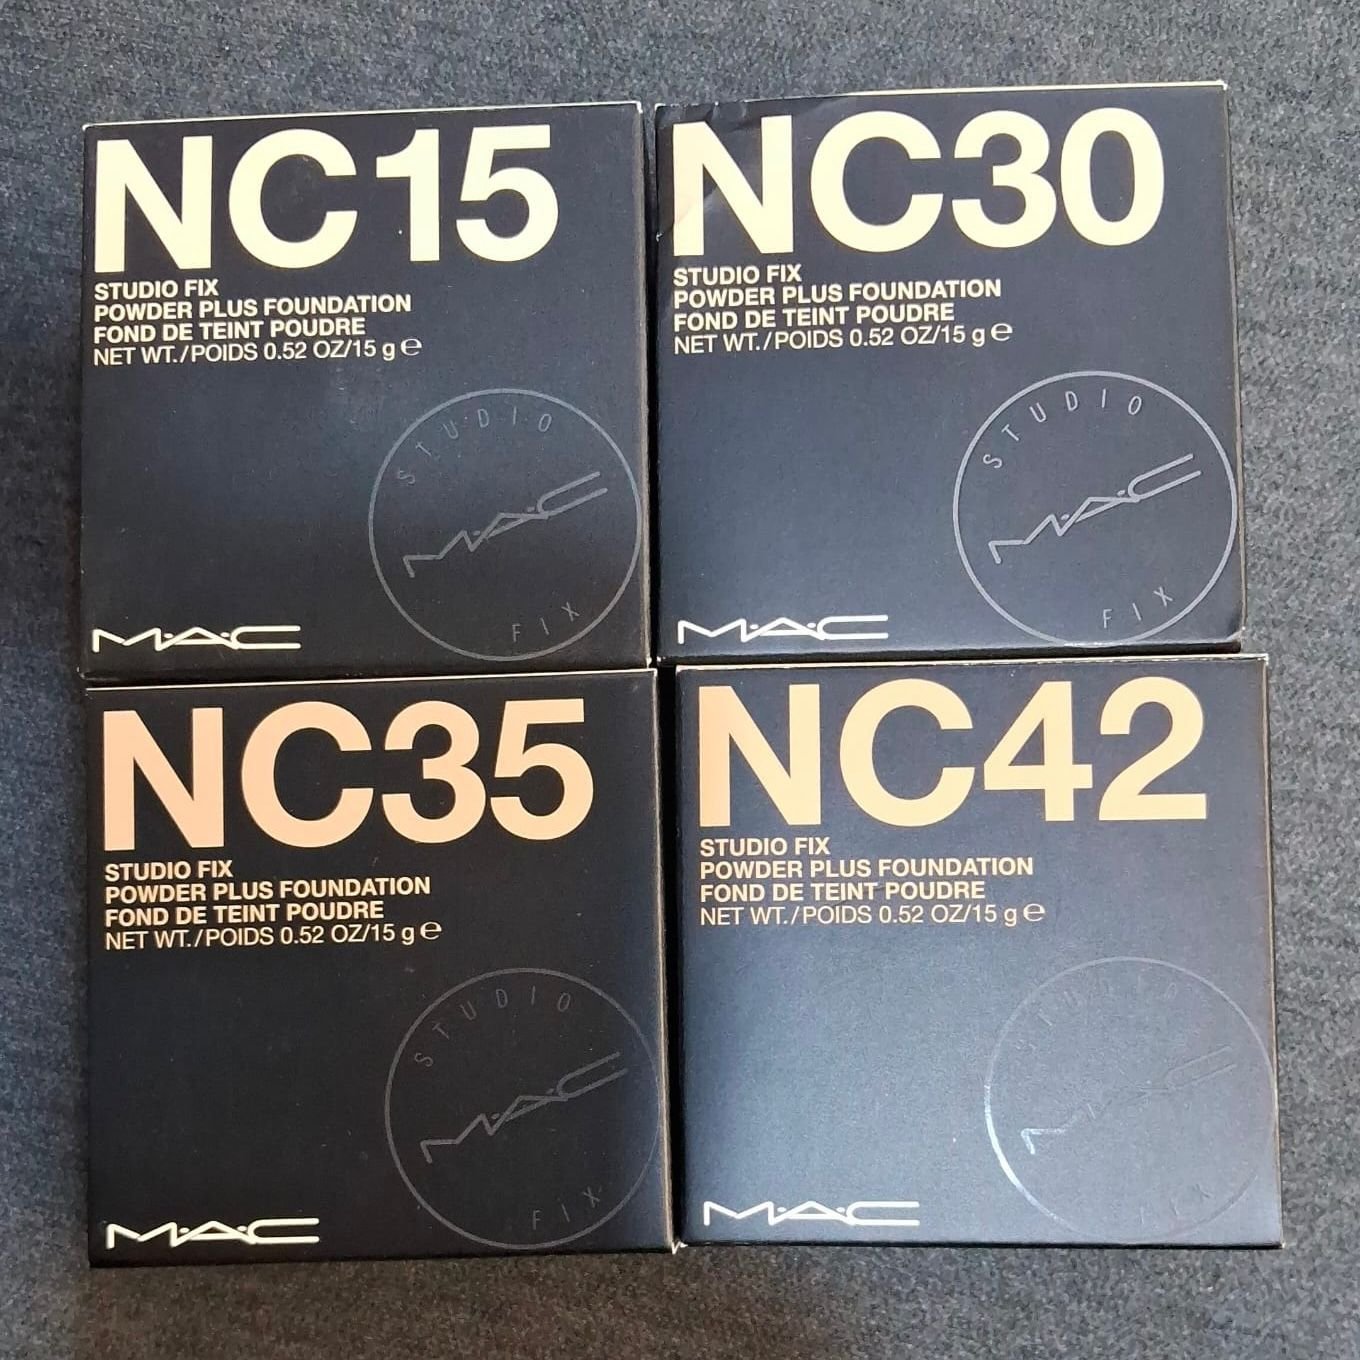 NC15
STUDIO FIX
POWDER PLUS FOUNDATION
FOND DE TEINT POUDRE
NET WT./POIDS 0.52 OZ/15 g ℮
STUDIO
M·A·C
FIX
M·A·C
NC30
STUDIO FIX
POWDER PLUS FOUNDATION
FOND DE TEINT POUDRE
NET WT./POIDS 0.52 OZ/15 g ℮
STUDIO
M·A·C
FIX
M·A·C
NC35
STUDIO FIX
POWDER PLUS FOUNDATION
FOND DE TEINT POUDRE
NET WT./POIDS 0.52 OZ/15 g ℮
STUDIO
M·A·C
FIX
M·A·C
NC42
STUDIO FIX
POWDER PLUS FOUNDATION
FOND DE TEINT POUDRE
NET WT./POIDS 0.52 OZ/15 g ℮
STUDIO
M·A·C
FIX
M·A·C